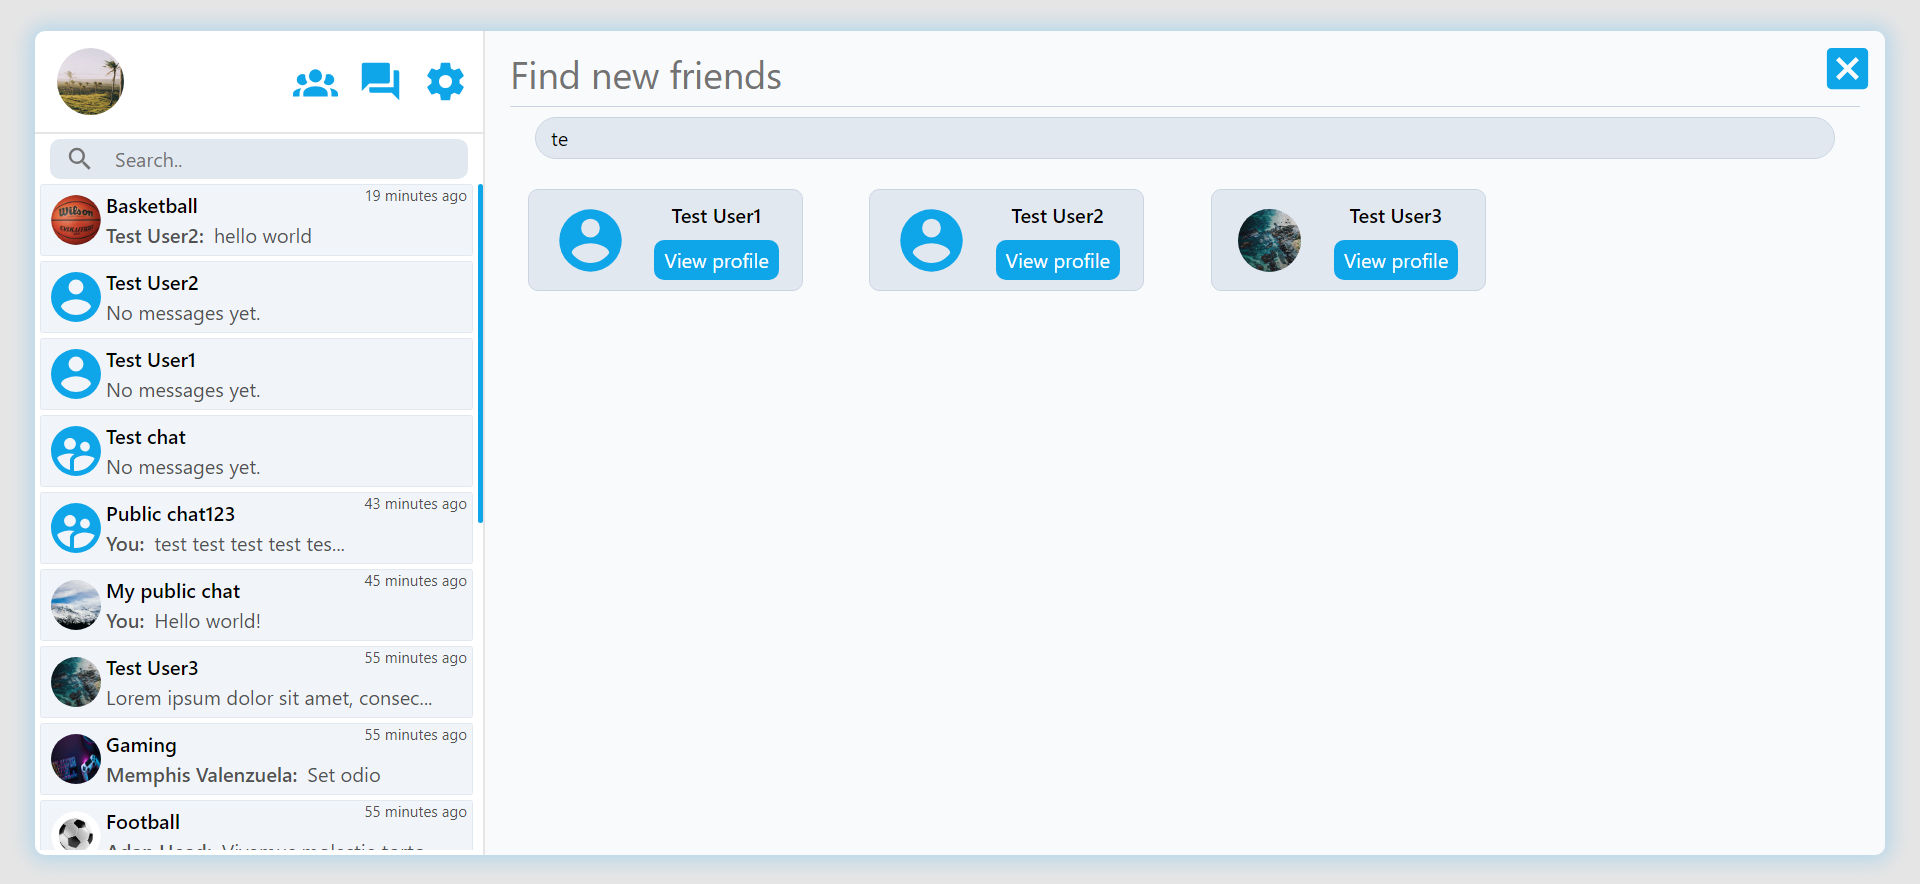 Find new friends
te
Search..
Basketball
19 minutes ago
Test User2: hello world
Test User2
No messages yet.
Test User1
No messages yet.
Test chat
No messages yet.
Public chat123
43 minutes ago
You: test test test test tes...
My public chat
45 minutes ago
You: Hello world!
Test User3
55 minutes ago
Lorem ipsum dolor sit amet, consec...
Gaming
55 minutes ago
Memphis Valenzuela: Set odio
Football
55 minutes ago
Test User1
View profile
Test User2
View profile
Test User3
View profile
Wilson
EVOLUTION